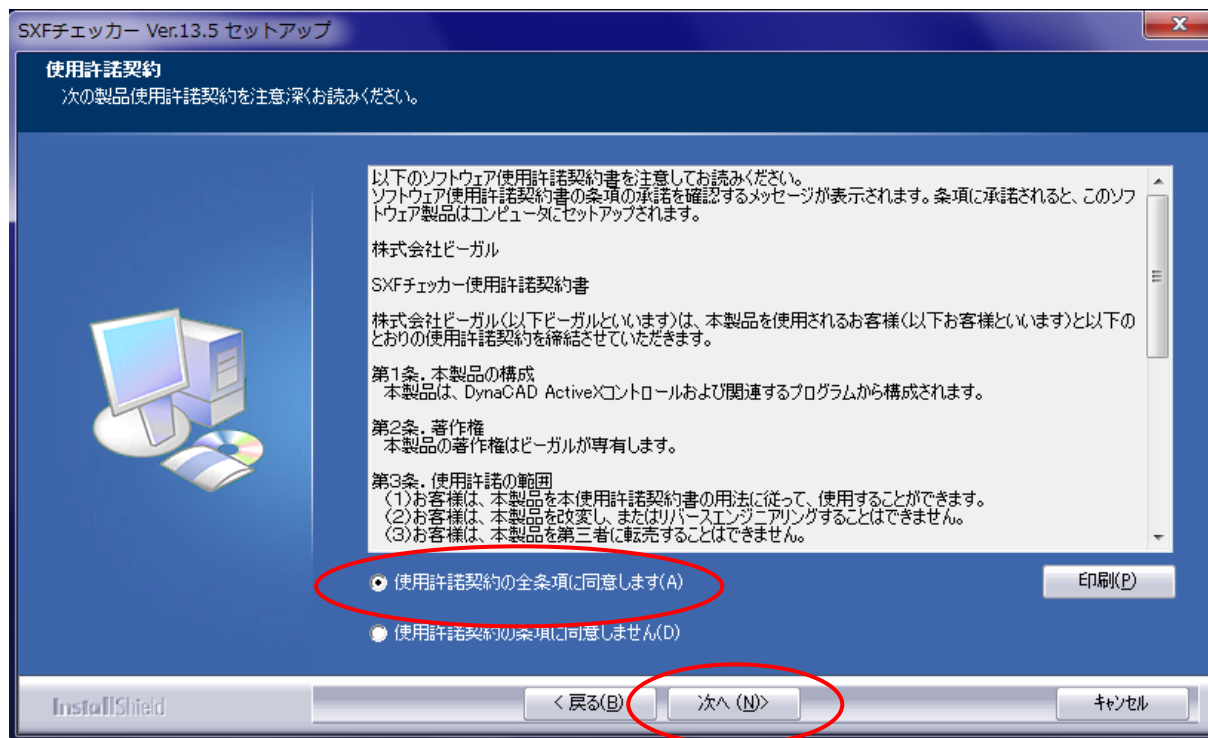 SXFチェッカー Ver.13.5 セットアップ
使用許諾契約
次の製品使用許諾契約を注意深くお読みください。
以下のソフトウェア使用許諾契約書を注意してお読みください。
ソフトウェア使用許諾契約書の条項の承諾を確認するメッセージが表示されます。条項に承諾されると、このソフ
トウェア製品はコンピュータにセットアップされます。
株式会社ビーガル
SXFチェッカー使用許諾契約書
株式会社ビーガル(以下ビーガルといいます)は、本製品を使用されるお客様(以下お客様といいます)と以下の
とおりの使用許諾契約を締結させていただきます。
第1条. 本製品の構成
本製品は、DynaCAD ActiveXコントロールおよび関連するプログラムから構成されます。
第2条. 著作権
本製品の著作権はビーガルが専有します。
第3条. 使用許諾の範囲
(1)お客様は、本製品を本使用許諾契約書の用法に従って、使用することができます。
(2)お客様は、本製品を改変し、またはリバースエンジニアリングすることはできません。
(3)お客様は、本製品を第三者に転売することはできません。
使用許諾契約の全条項に同意します(A)
印刷(P)
使用許諾契約の条項に同意しません(D)
InstallShield
< 戻る(B)
次へ (N)>
キャンセル